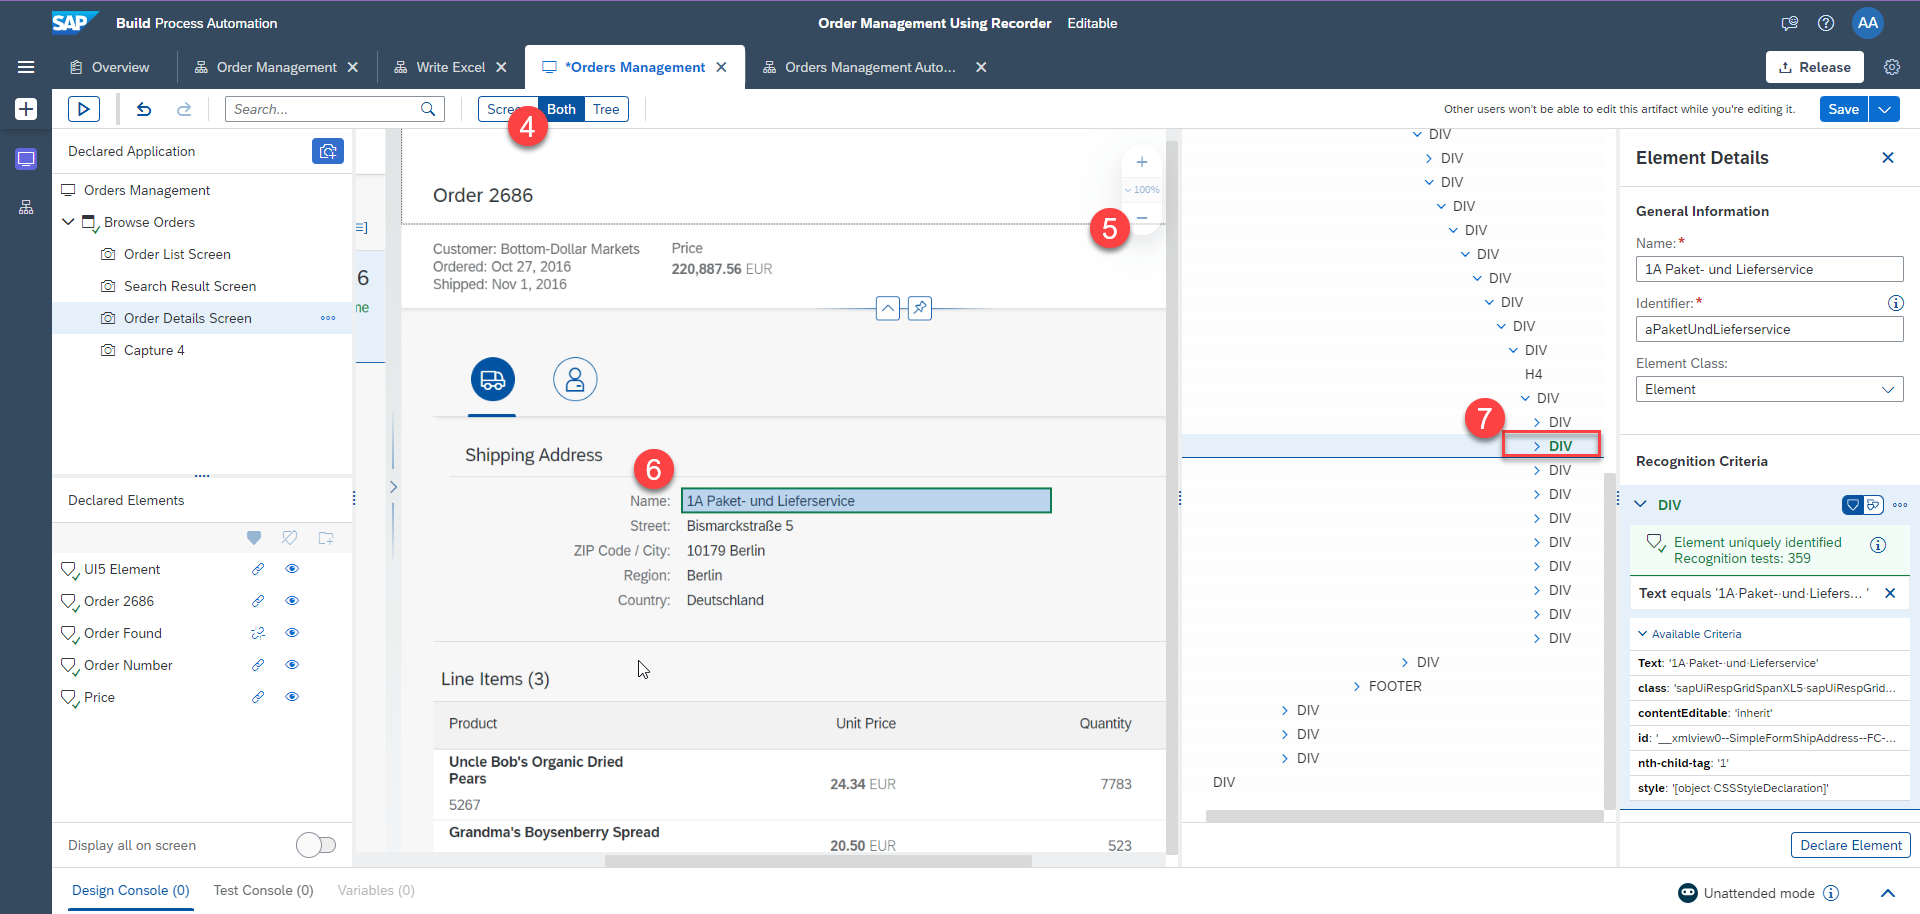 SAP Build Process Automation
Order Management Using Recorder Editable
AA
Overview
Order Management
Write Excel
*Orders Management
Orders Management Auto...
Release
Search...
Both
Tree
4
Other users won't be able to edit this artifact while you're editing it.
Save
Declared Application
Orders Management
Browse Orders
Order List Screen
Search Result Screen
Order Details Screen
Capture 4
Declared Elements
UI5 Element
Order 2686
Order Found
Order Number
Price
Display all on screen
6
Order 2686
100%
5
Customer: Bottom-Dollar Markets
Ordered: Oct 27, 2016
Shipped: Nov 1, 2016
Price
220,887.56 EUR
Shipping Address
6
Name: 1A Paket- und Lieferservice
Street: Bismarckstraße 5
ZIP Code / City: 10179 Berlin
Region: Berlin
Country: Deutschland
Line Items (3)
Product Unit Price Quantity
Uncle Bob's Organic Dried
Pears
24.34 EUR 7783
5267
Grandma's Boysenberry Spread
20.50 EUR 523
DIV
DIV
DIV
DIV
DIV
DIV
DIV
DIV
DIV
DIV
H4
DIV
DIV
7
DIV
DIV
DIV
DIV
DIV
DIV
DIV
DIV
DIV
DIV
FOOTER
DIV
DIV
DIV
DIV
Element Details
General Information
Name:*
1A Paket- und Lieferservice
Identifier:*
aPaketUndLieferservice
Element Class:
Element
Recognition Criteria
DIV
Element uniquely identified
Recognition tests: 359
Text equals '1A·Paket-·und·Liefers... '
Available Criteria
Text: '1A·Paket-·und·Lieferservice'
class: 'sapUiRespGridSpanXL5·sapUiRespGrid...
contentEditable: 'inherit'
id: '__xmlview0--SimpleFormShipAddress--FC-...
nth-child-tag: '1'
style: '[object·CSSStyleDeclaration]'
Declare Element
Design Console (0)
Test Console (0)
Variables (0)
Unattended mode